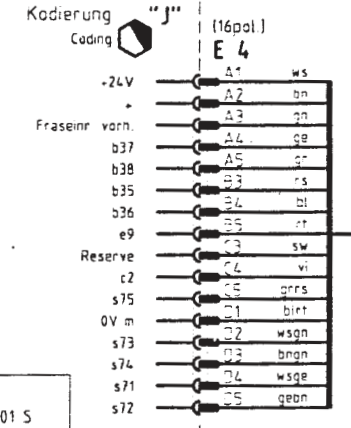 Kodierung "J"
Coding
(16pol.)
E 4
+24V A1 ws
+ A2 bn
Fraseinr vorh. A3 gn
b37 A4 ge
b38 A5 gr
b35 B3 rs
b36 B4 bl
e9 B5 rt
Reserve C3 sw
c2 C4 vi
s75 C5 grrs
0V m D1 blrt
s73 D2 wsgn
s74 D3 bngn
s71 D4 wsge
s72 D5 gebn
01 S